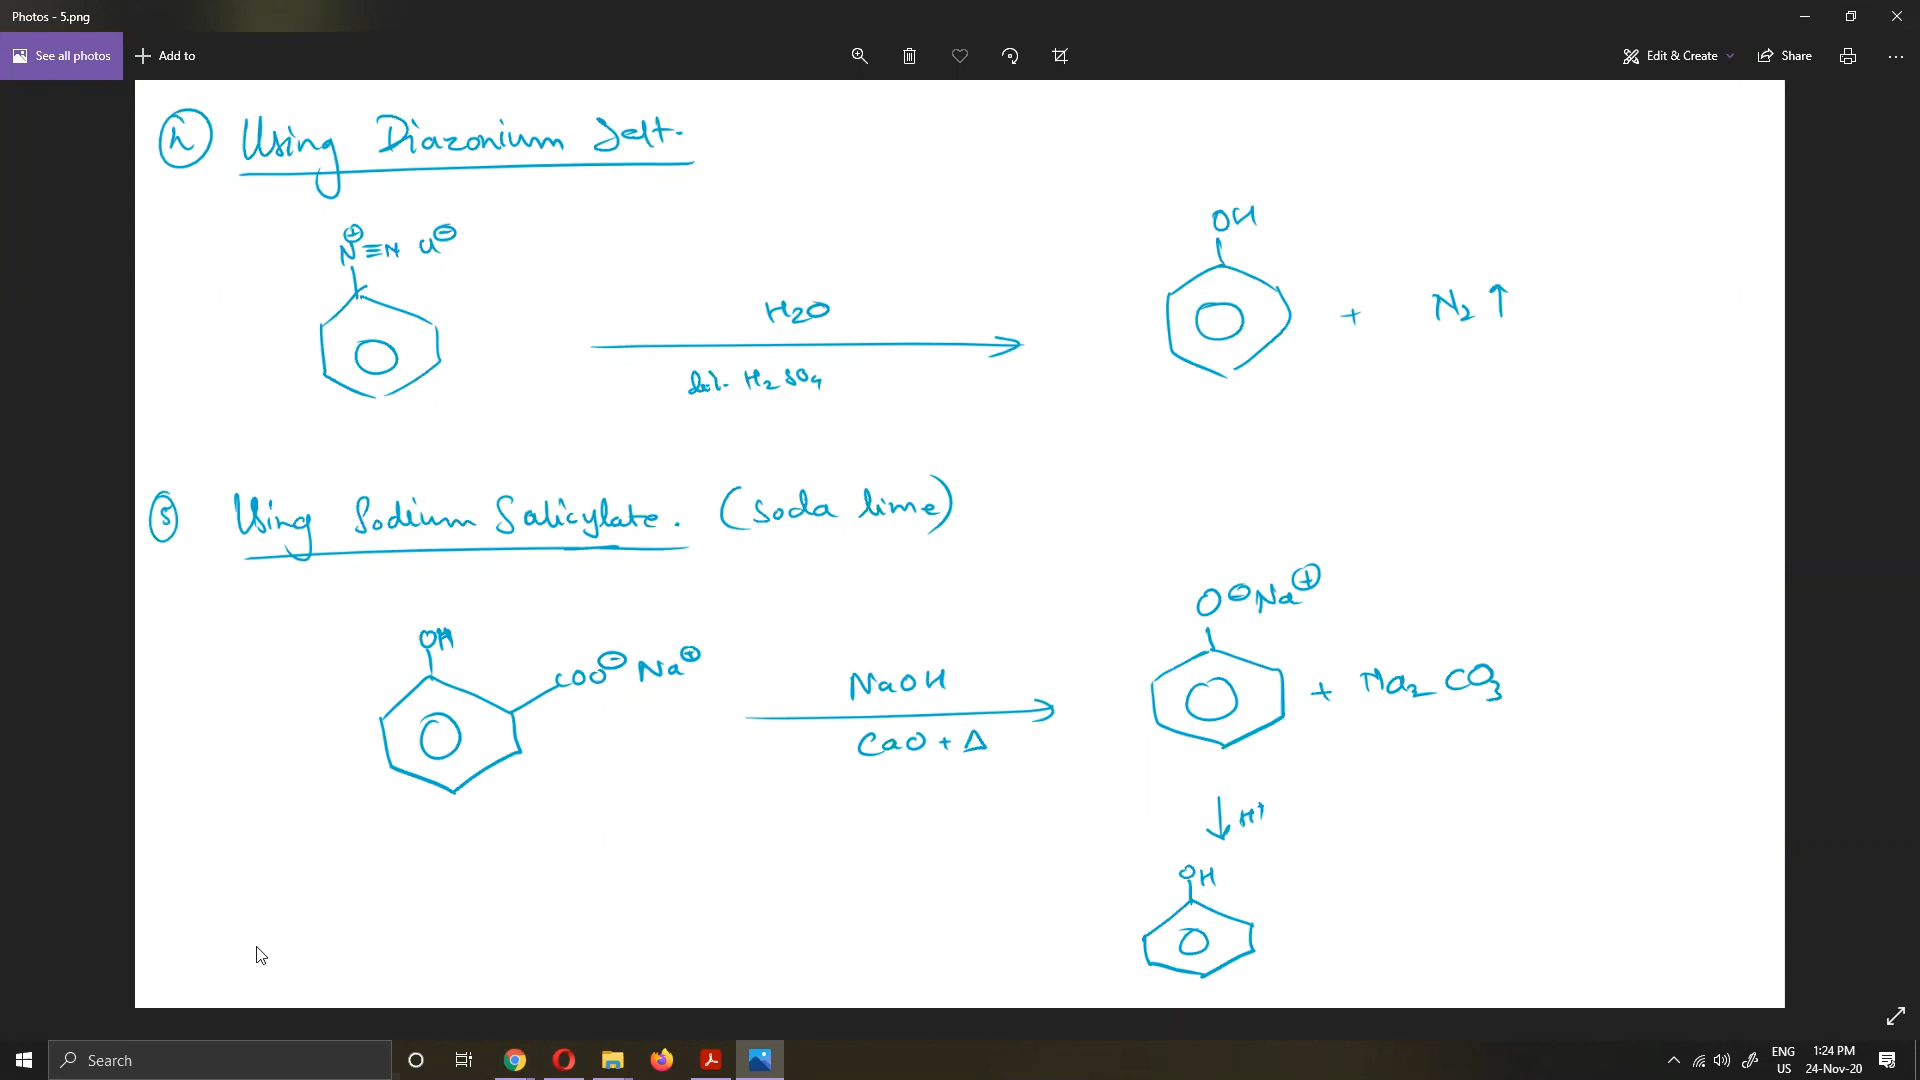 Photos - 5.png
See all photos
Add to
Edit & Create
Share
④ Using Diazonium Salt.
N⊕≡N Cl⊖
OH
H2O
+ N2 ↑
dil. H2SO4
⑤ Using Sodium Salicylate. (Soda lime)
O⊖Na⊕
OH
COO⊖ Na⊕
NaOH
+ Na2CO3
CaO + Δ
↓ H+
OH
Search
ENG
US
1:24 PM
24-Nov-20